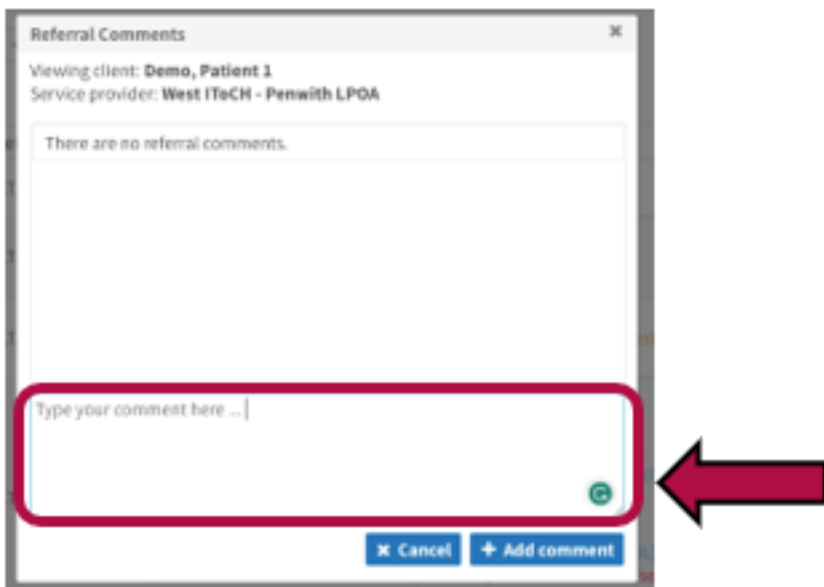 Referral Comments
Viewing client: Demo, Patient 1
Service provider: West IToCH - Penwith LPOA
There are no referral comments.
Type your comment here ...
Cancel
Add comment